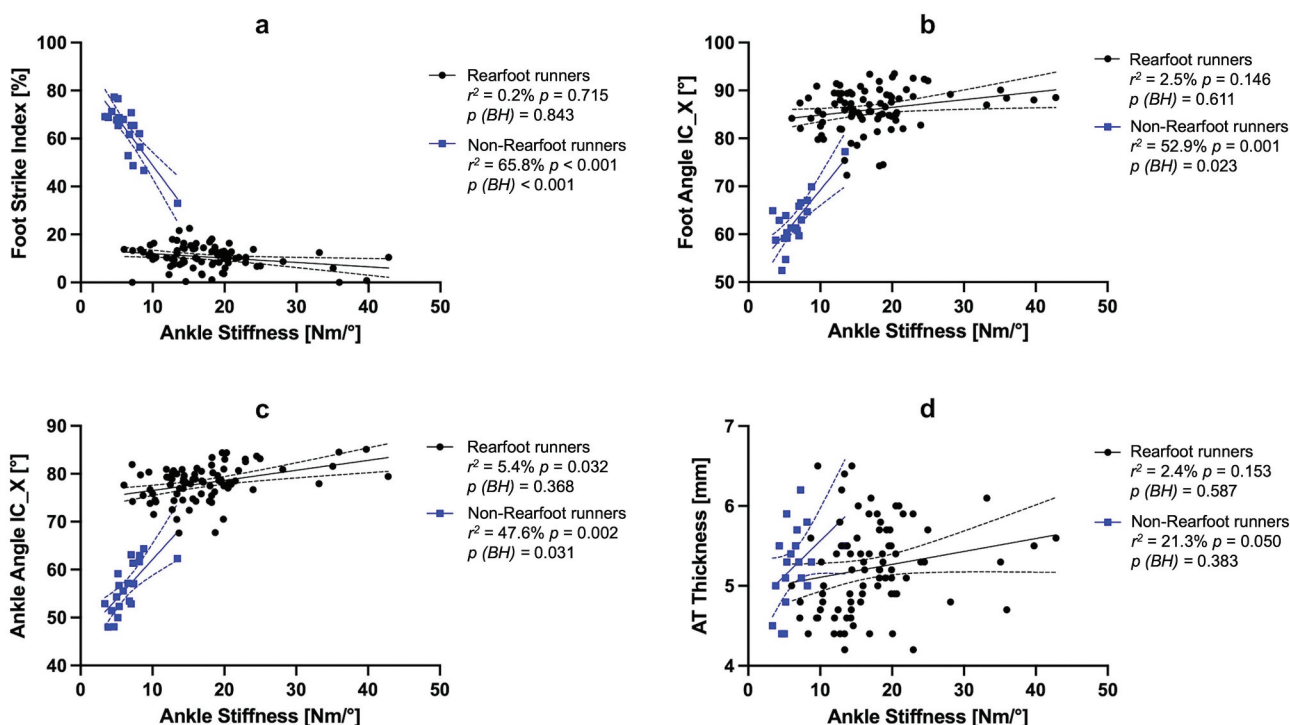 a
Foot Strike Index [%]
100
80
60
40
20
0
0 10 20 30 40 50
Ankle Stiffness [Nm/°]
Rearfoot runners
r² = 0.2% p = 0.715
p (BH) = 0.843
Non-Rearfoot runners
r² = 65.8% p < 0.001
p (BH) < 0.001
b
Foot Angle IC_X [°]
100
90
80
70
60
50
0 10 20 30 40 50
Ankle Stiffness [Nm/°]
Rearfoot runners
r² = 2.5% p = 0.146
p (BH) = 0.611
Non-Rearfoot runners
r² = 52.9% p = 0.001
p (BH) = 0.023
c
Ankle Angle IC_X [°]
90
80
70
60
50
40
0 10 20 30 40 50
Ankle Stiffness [Nm/°]
Rearfoot runners
r² = 5.4% p = 0.032
p (BH) = 0.368
Non-Rearfoot runners
r² = 47.6% p = 0.002
p (BH) = 0.031
d
AT Thickness [mm]
7
6
5
4
0 10 20 30 40 50
Ankle Stiffness [Nm/°]
Rearfoot runners
r² = 2.4% p = 0.153
p (BH) = 0.587
Non-Rearfoot runners
r² = 21.3% p = 0.050
p (BH) = 0.383